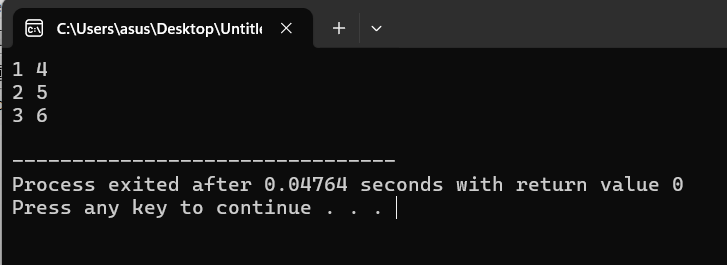 C:\Users\asus\Desktop\Untitle
1 4
2 5
3 6
--------------------------------
Process exited after 0.04764 seconds with return value 0
Press any key to continue . . .